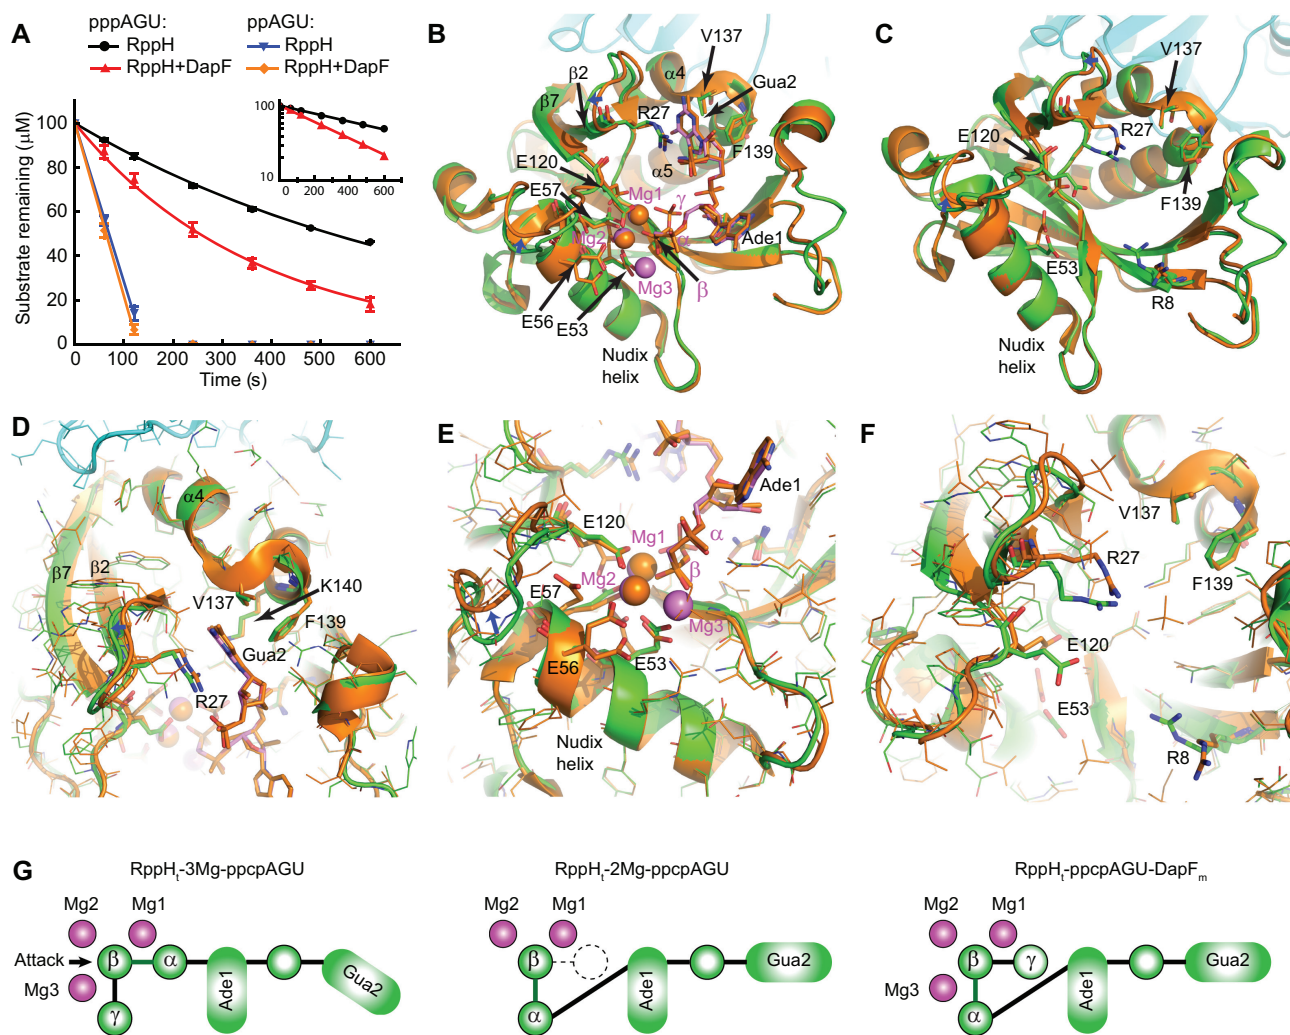 A
pppAGU: ppAGU:
RppH RppH
RppH+DapF RppH+DapF
Substrate remaining (μM)
100
80
60
40
20
0
0 100 200 300 400 500 600
Time (s)
100
10
0 200 400 600
B
V137
α4
Gua2
β2
β7
R27
F139
E120
α5
E57
Mg1
γ
Mg2
α
Ade1
Mg3
β
E56
E53
Nudix
helix
C
V137
R27
E120
F139
E53
R8
Nudix
helix
D
α4
β7
β2
V137
K140
F139
Gua2
R27
E
Ade1
E120
Mg1
α
Mg2
β
E57
Mg3
E56
E53
Nudix
helix
F
V137
R27
F139
E120
E53
R8
G
RppHt-3Mg-ppcpAGU
Mg2 Mg1
Attack
β α
Mg3
γ
Ade1
Gua2
RppHt-2Mg-ppcpAGU
Mg2 Mg1
β
α
Ade1
Gua2
RppHt-ppcpAGU-DapFm
Mg2 Mg1
β γ
Mg3
α
Ade1
Gua2